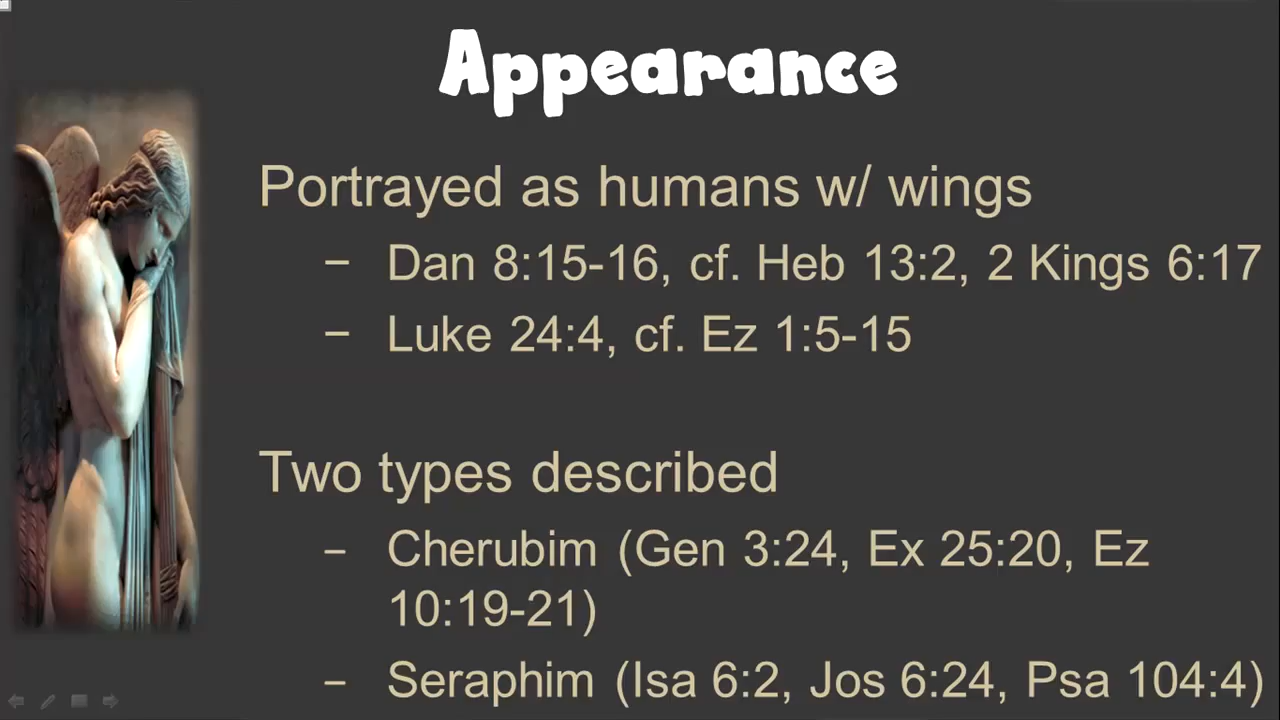 Appearance
Portrayed as humans w/ wings
– Dan 8:15-16, cf. Heb 13:2, 2 Kings 6:17
– Luke 24:4, cf. Ez 1:5-15
Two types described
– Cherubim (Gen 3:24, Ex 25:20, Ez
10:19-21)
– Seraphim (Isa 6:2, Jos 6:24, Psa 104:4)